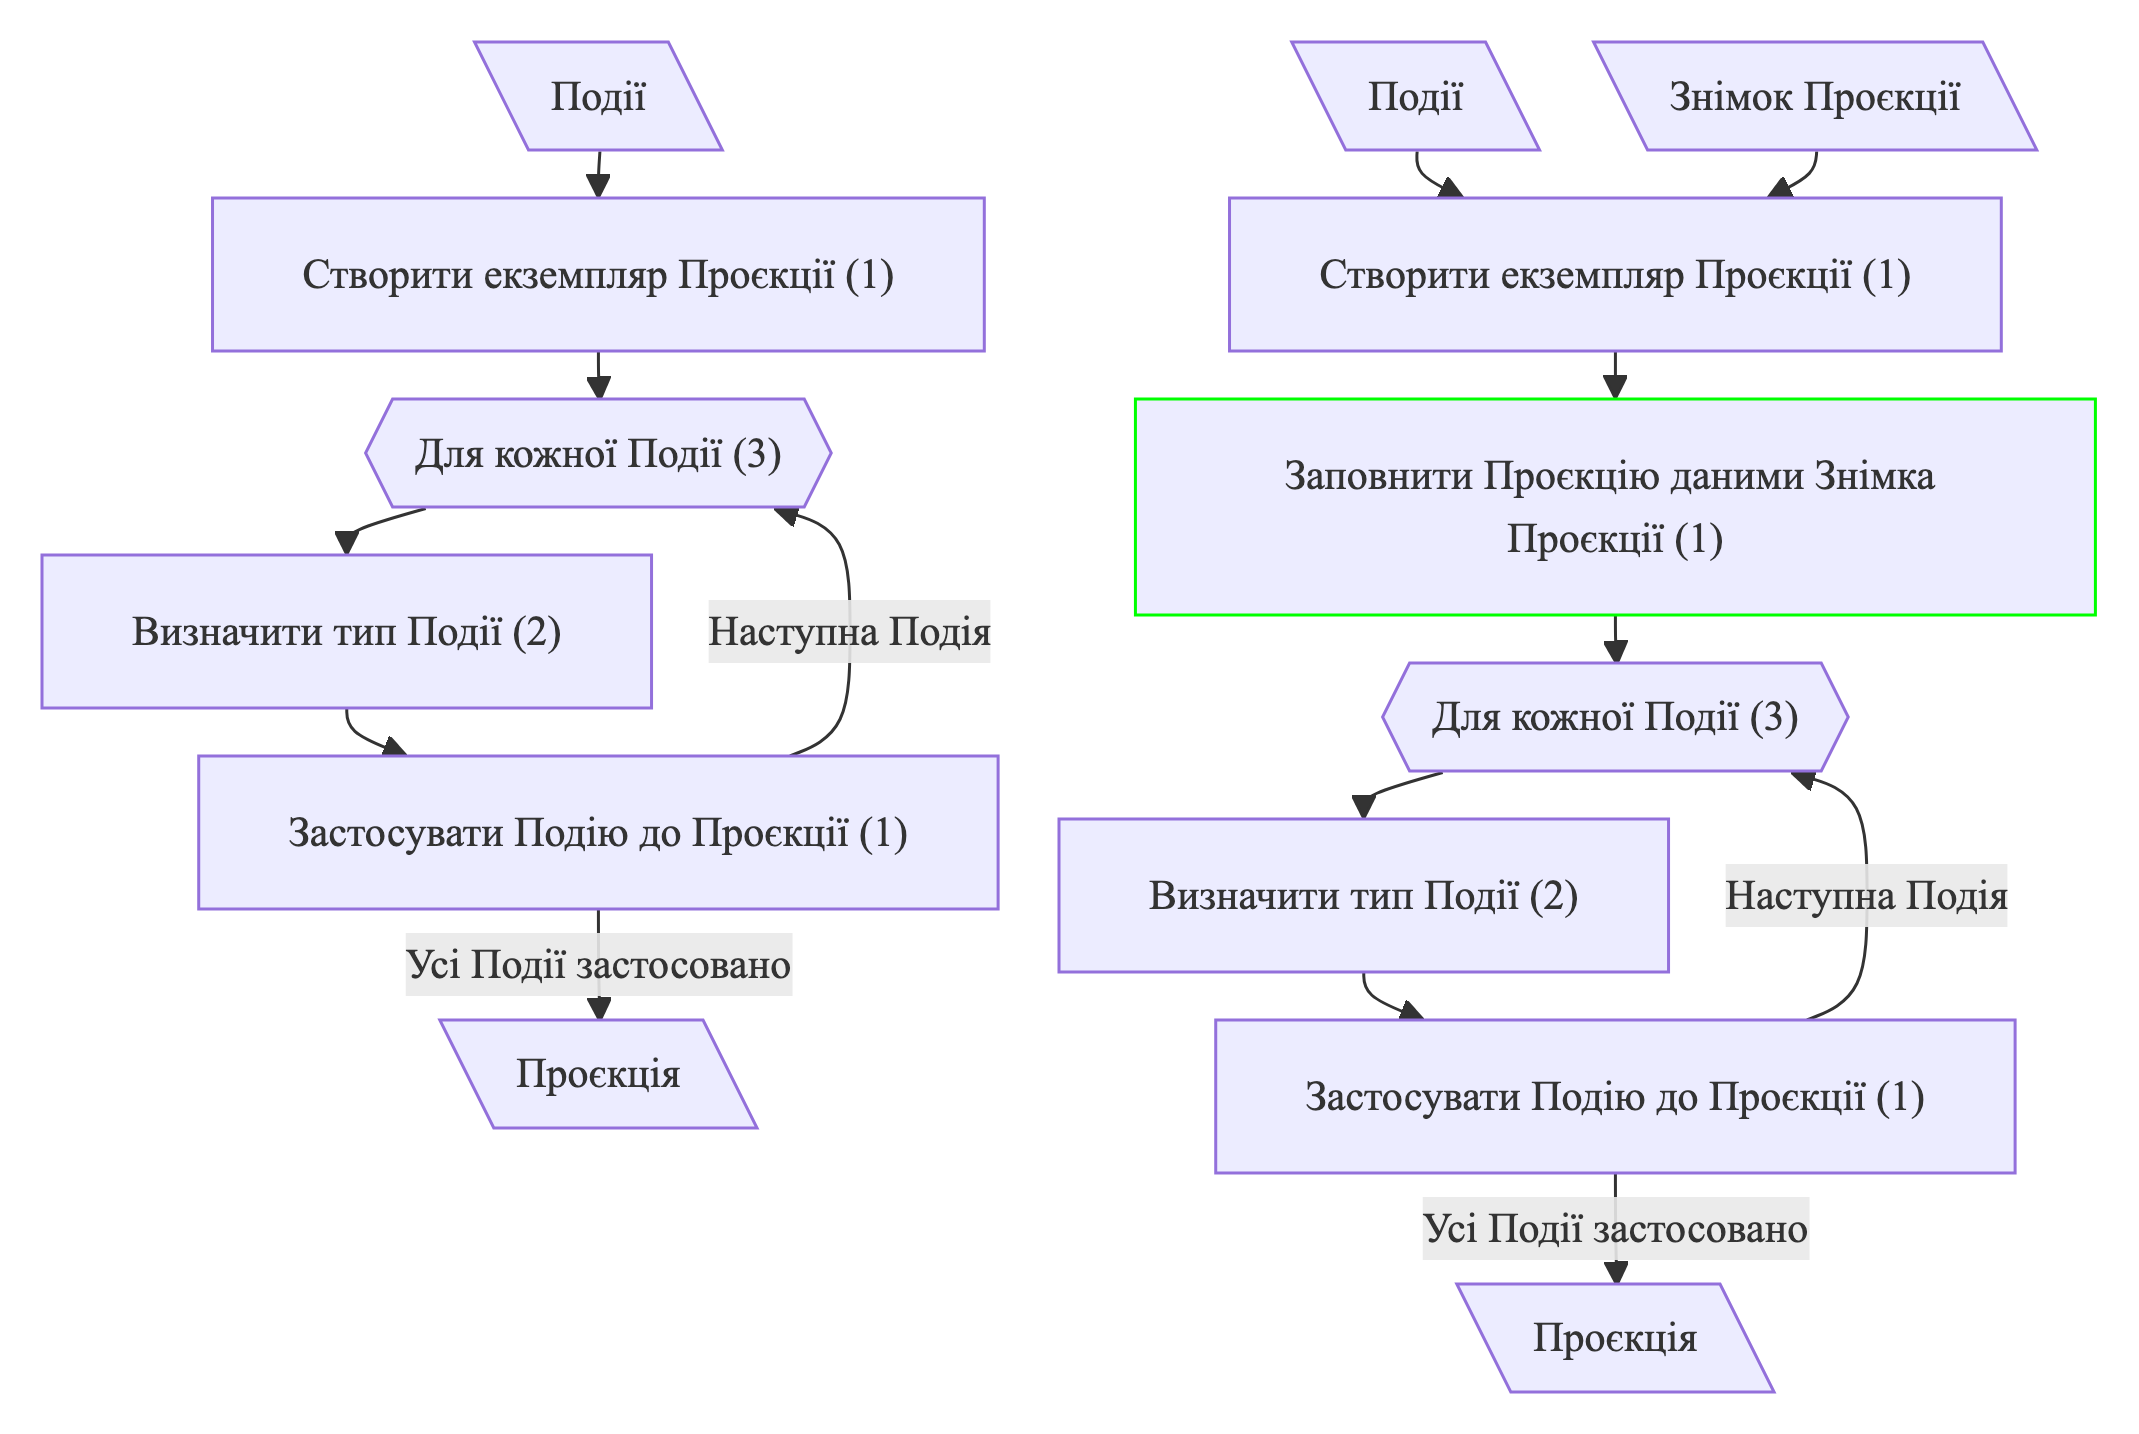 Події
Створити екземпляр Проєкції (1)
Для кожної Події (3)
Визначити тип Події (2)
Наступна Подія
Застосувати Подію до Проєкції (1)
Усі Події застосовано
Проєкція
Події
Знімок Проєкції
Створити екземпляр Проєкції (1)
Заповнити Проєкцію даними Знімка
Проєкції (1)
Для кожної Події (3)
Визначити тип Події (2)
Наступна Подія
Застосувати Подію до Проєкції (1)
Усі Події застосовано
Проєкція